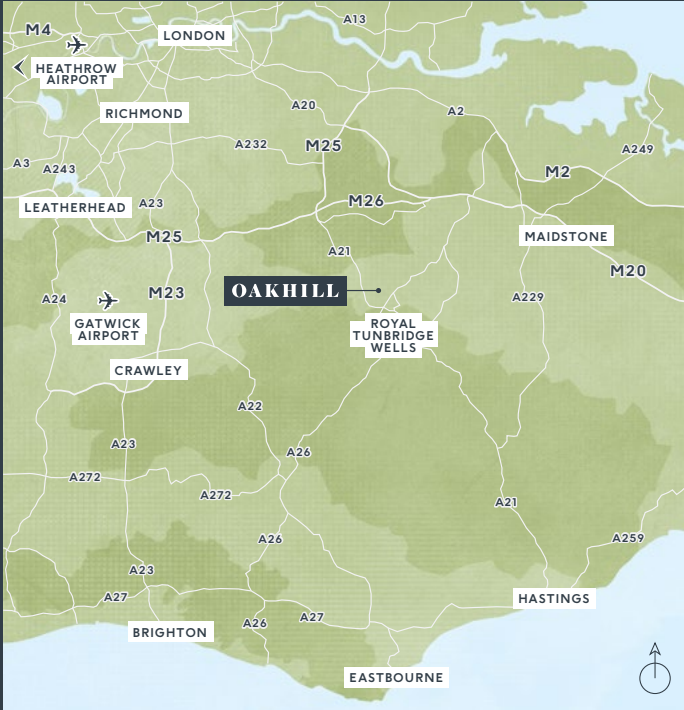 M4
A13
LONDON
HEATHROW
AIRPORT
RICHMOND
A20
A2
A232
M25
A249
A3
A243
M2
LEATHERHEAD
A23
M26
M25
MAIDSTONE
A21
M20
A24
M23
OAKHILL
A229
GATWICK
AIRPORT
ROYAL
TUNBRIDGE
WELLS
CRAWLEY
A22
A23
A26
A272
A272
A21
A26
A259
A23
A27
HASTINGS
A27
A26
BRIGHTON
EASTBOURNE